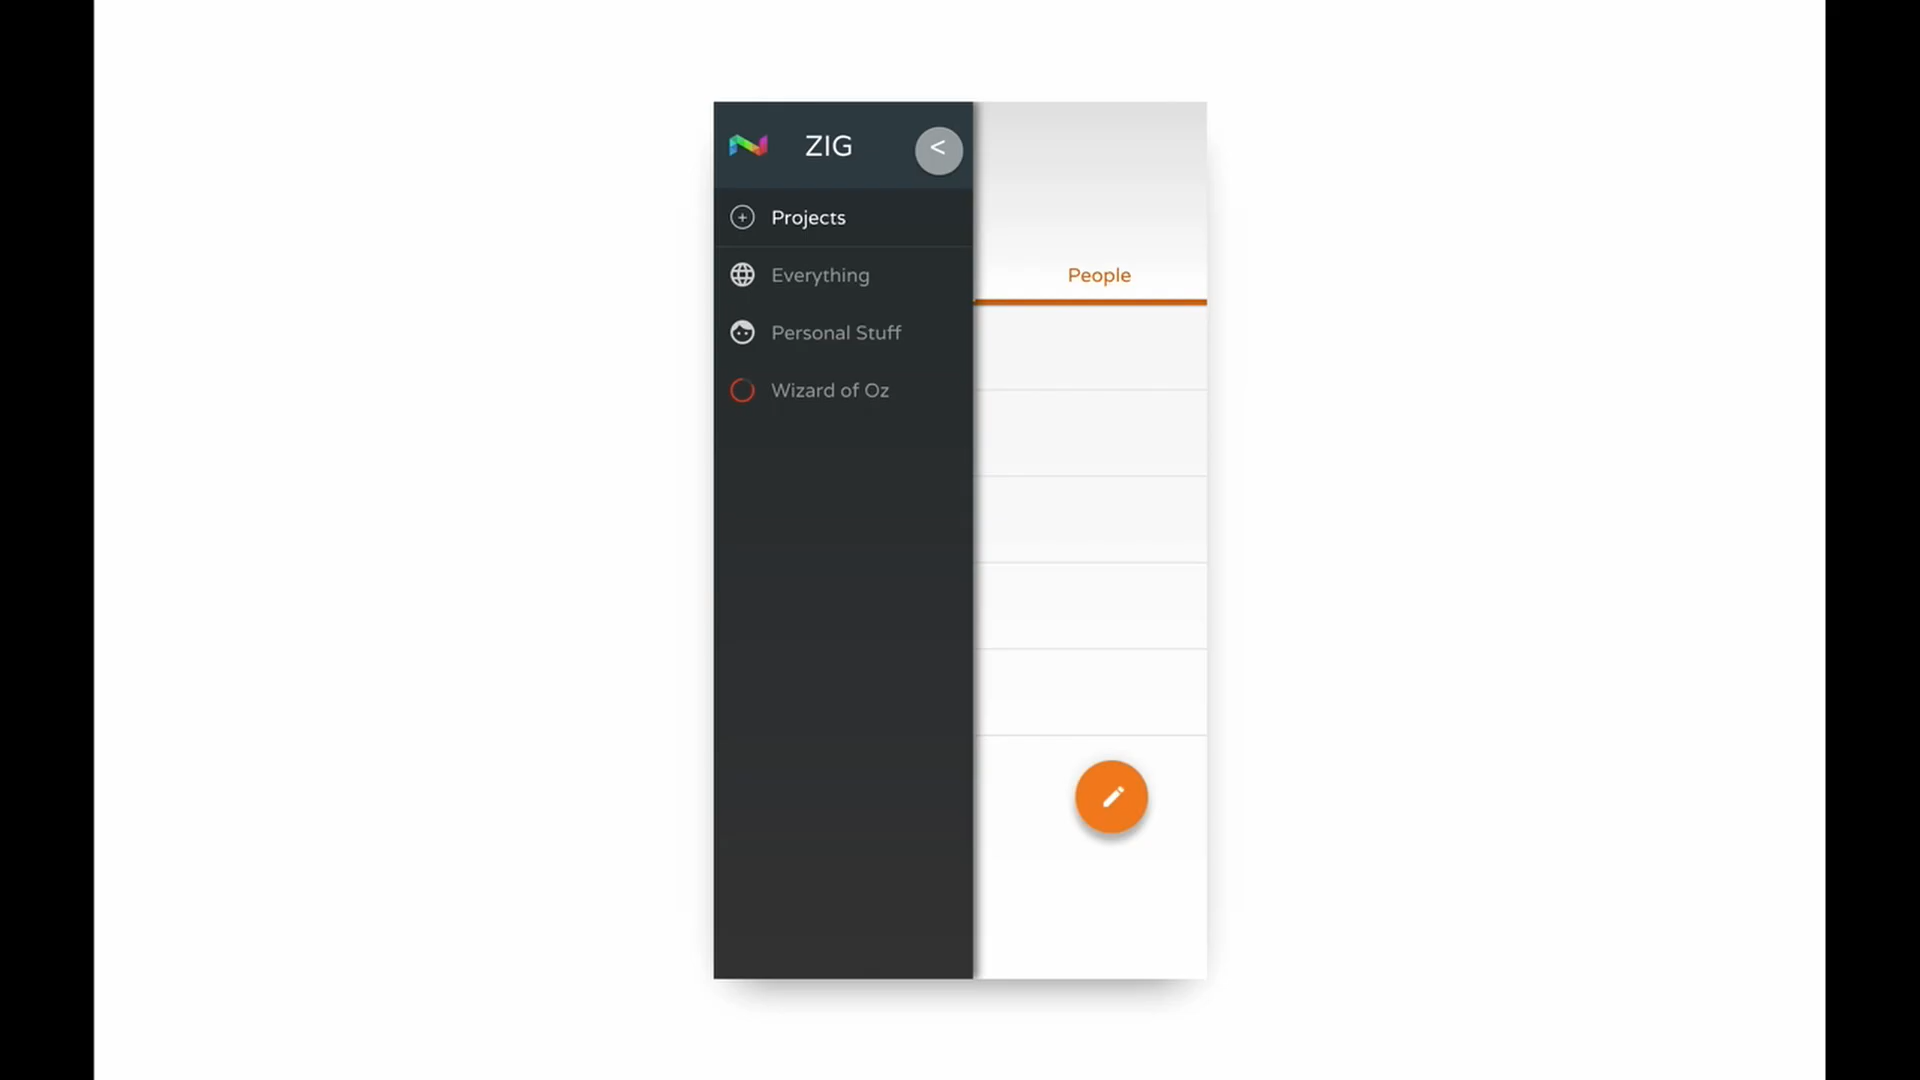 ZIG
<
Projects
Everything
People
Personal Stuff
Wizard of Oz